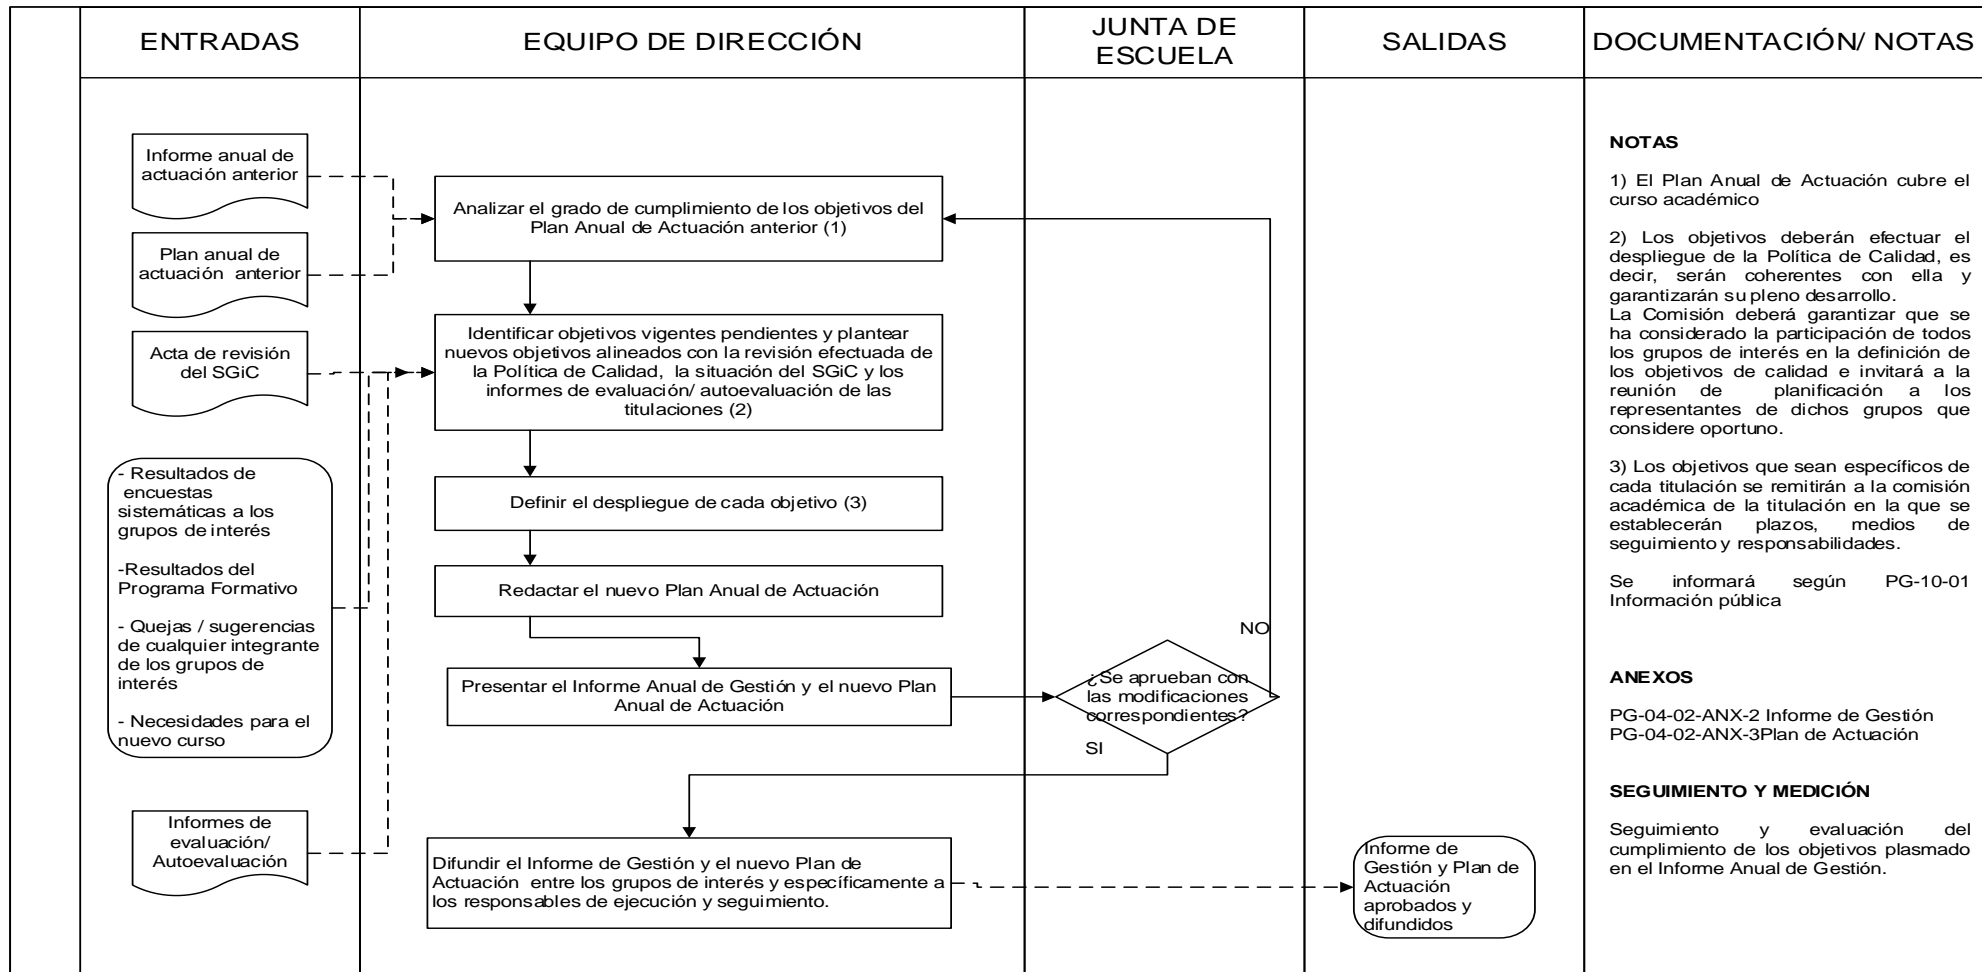 ENTRADAS
EQUIPO DE DIRECCIÓN
JUNTA DE
ESCUELA
SALIDAS
DOCUMENTACIÓN/ NOTAS
Informe anual de
actuación anterior
Plan anual de
actuación anterior
Acta de revisión
del SGiC
- Resultados de
encuestas
sistemáticas a los
grupos de interés
-Resultados del
Programa Formativo
- Quejas / sugerencias
de cualquier integrante
de los grupos de
interés
- Necesidades para el
nuevo curso
Informes de
evaluación/
Autoevaluación
Analizar el grado de cumplimiento de los objetivos del
Plan Anual de Actuación anterior (1)
Identificar objetivos vigentes pendientes y plantear
nuevos objetivos alineados con la revisión efectuada de
la Política de Calidad, la situación del SGiC y los
informes de evaluación/ autoevaluación de las
titulaciones (2)
Definir el despliegue de cada objetivo (3)
Redactar el nuevo Plan Anual de Actuación
Presentar el Informe Anual de Gestión y el nuevo Plan
Anual de Actuación
Difundir el Informe de Gestión y el nuevo Plan de
Actuación entre los grupos de interés y específicamente a
los responsables de ejecución y seguimiento.
NO
¿Se aprueban con
las modificaciones
correspondientes?
SI
Informe de
Gestión y Plan de
Actuación
aprobados y
difundidos
NOTAS
1) El Plan Anual de Actuación cubre el
curso académico
2) Los objetivos deberán efectuar el
despliegue de la Política de Calidad, es
decir, serán coherentes con ella y
garantizarán su pleno desarrollo.
La Comisión deberá garantizar que se
ha considerado la participación de todos
los grupos de interés en la definición de
los objetivos de calidad e invitará a la
reunión de planificación a los
representantes de dichos grupos que
considere oportuno.
3) Los objetivos que sean específicos de
cada titulación se remitirán a la comisión
académica de la titulación en la que se
establecerán plazos, medios de
seguimiento y responsabilidades.
Se informará según PG-10-01
Información pública
ANEXOS
PG-04-02-ANX-2 Informe de Gestión
PG-04-02-ANX-3Plan de Actuación
SEGUIMIENTO Y MEDICIÓN
Seguimiento y evaluación del
cumplimiento de los objetivos plasmado
en el Informe Anual de Gestión.